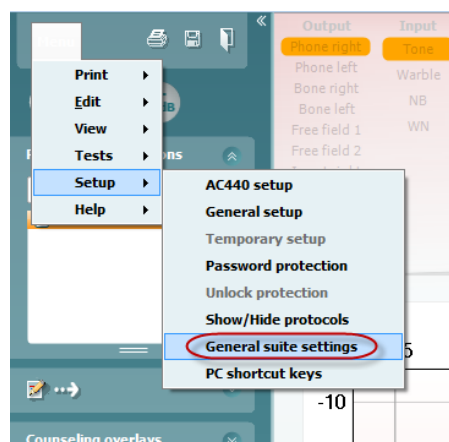 Output
Input
Phone right
Tone
Phone left
Warble
Bone right
NB
Bone left
WN
Free field 1
Free field 2
Print
Edit
View
Tests
Setup
Help
dB
ns
AC440 setup
General setup
Temporary setup
Password protection
Unlock protection
Show/Hide protocols
General suite settings
PC shortcut keys
5
-10
Counseling overlays